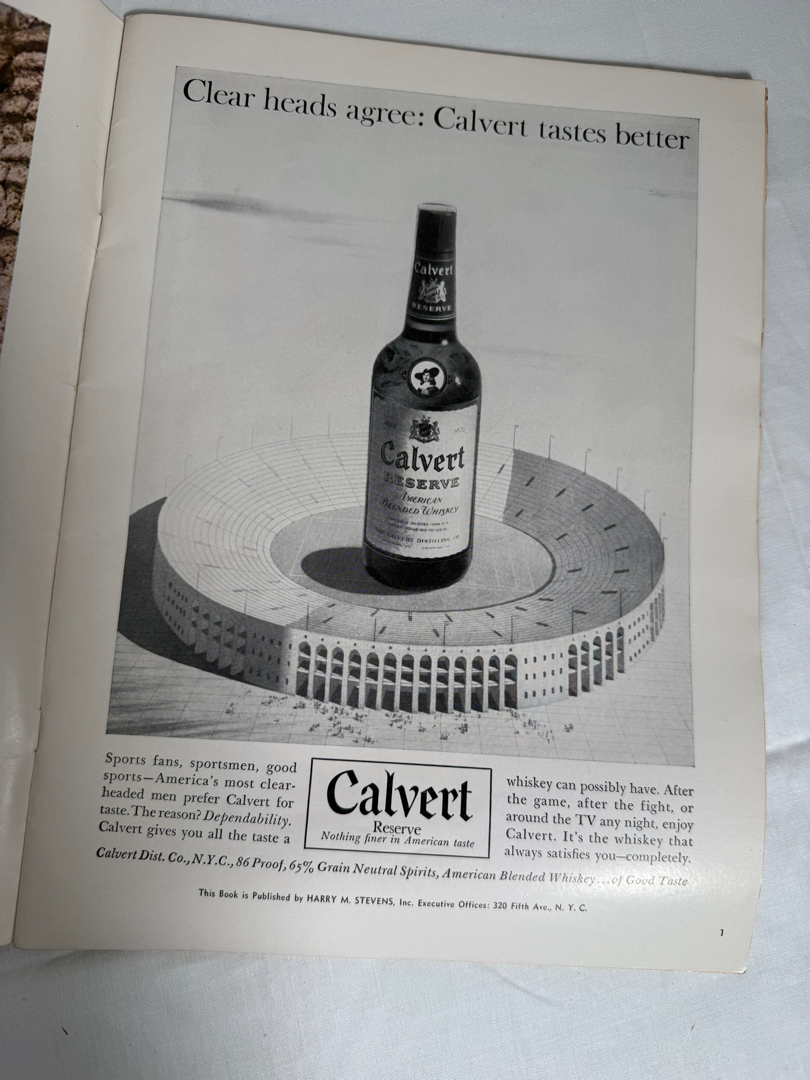 Clear heads agree: Calvert tastes better
Calvert
RESERVE
Calvert
RESERVE
AMERICAN
BLENDED WHISKEY
THE CALVERT DISTILLING CO.
Sports fans, sportsmen, good
sports—America's most clear-
headed men prefer Calvert for
taste. The reason? Dependability.
Calvert gives you all the taste a
Calvert
Reserve
Nothing finer in American taste
whiskey can possibly have. After
the game, after the fight, or
around the TV any night, enjoy
Calvert. It's the whiskey that
always satisfies you—completely.
Calvert Dist. Co., N.Y.C., 86 Proof, 65% Grain Neutral Spirits, American Blended Whiskey...of Good Taste
This Book is Published by HARRY M. STEVENS, Inc. Executive Offices: 320 Fifth Ave., N. Y. C.
1